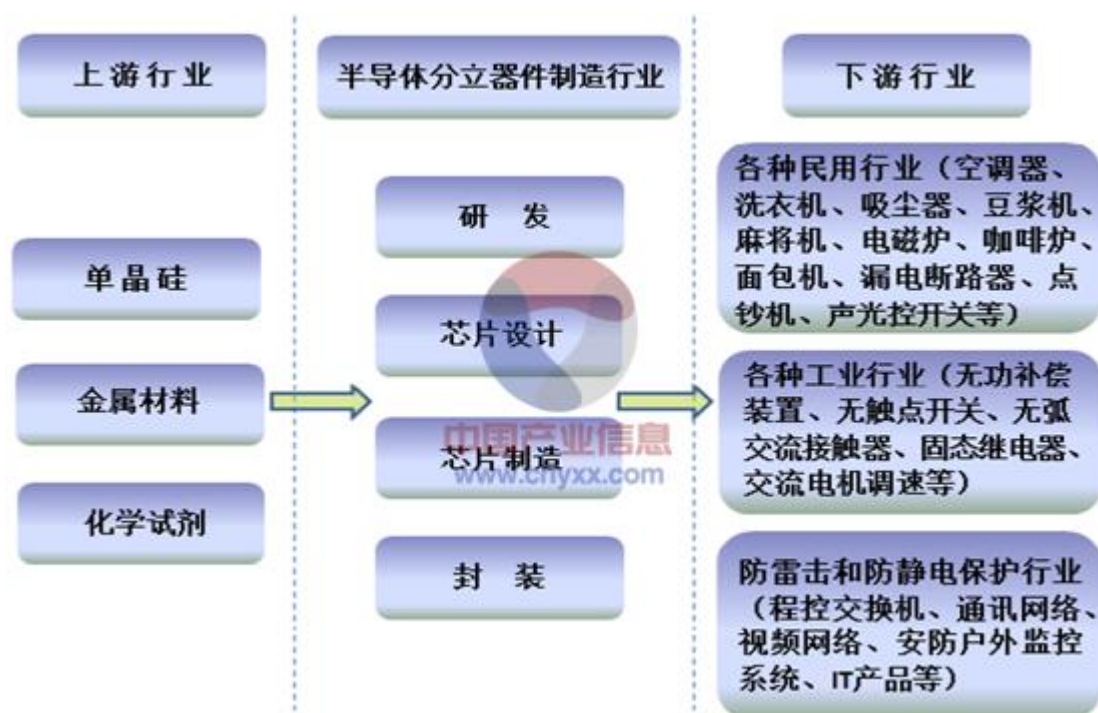 上游行业
单晶硅
金属材料
化学试剂
半导体分立器件制造行业
研 发
芯片设计
芯片制造
封 装
中国产业信息
www.chyxx.com
下游行业
各种民用行业（空调器、
洗衣机、吸尘器、豆浆机、
麻将机、电磁炉、咖啡炉、
面包机、漏电断路器、点
钞机、声光控开关等）
各种工业行业（无功补偿
装置、无触点开关、无弧
交流接触器、固态继电器、
交流电机调速等）
防雷击和防静电保护行业
（程控交换机、通讯网络、
视频网络、安防户外监控
系统、IT产品等）